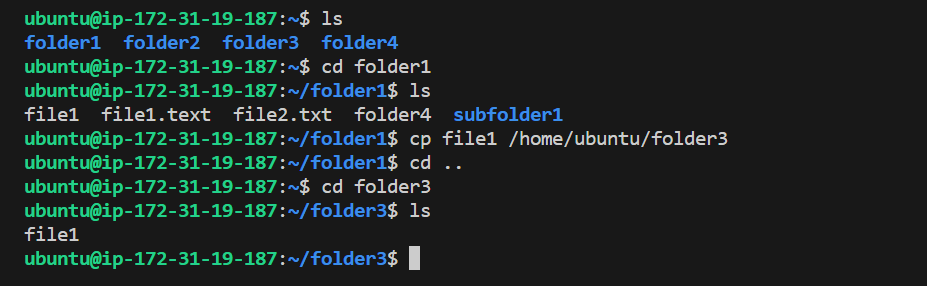 ubuntu@ip-172-31-19-187:~$ ls
folder1  folder2  folder3  folder4
ubuntu@ip-172-31-19-187:~$ cd folder1
ubuntu@ip-172-31-19-187:~/folder1$ ls
file1  file1.text  file2.txt  folder4  subfolder1
ubuntu@ip-172-31-19-187:~/folder1$ cp file1 /home/ubuntu/folder3
ubuntu@ip-172-31-19-187:~/folder1$ cd ..
ubuntu@ip-172-31-19-187:~$ cd folder3
ubuntu@ip-172-31-19-187:~/folder3$ ls
file1
ubuntu@ip-172-31-19-187:~/folder3$